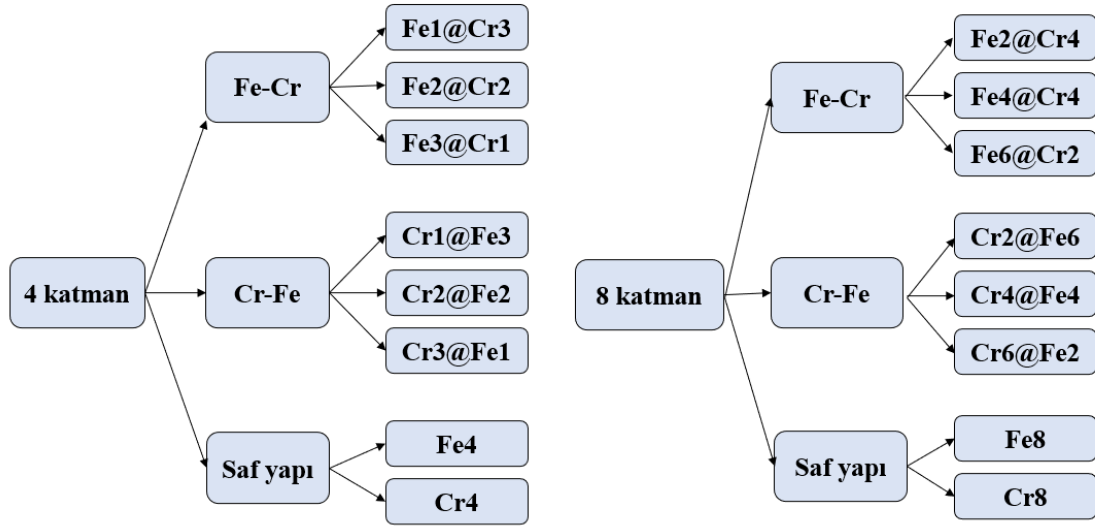 4 katman
Fe-Cr
Fe1@Cr3
Fe2@Cr2
Fe3@Cr1
Cr-Fe
Cr1@Fe3
Cr2@Fe2
Cr3@Fe1
Saf yapı
Fe4
Cr4
8 katman
Fe-Cr
Fe2@Cr4
Fe4@Cr4
Fe6@Cr2
Cr-Fe
Cr2@Fe6
Cr4@Fe4
Cr6@Fe2
Saf yapı
Fe8
Cr8